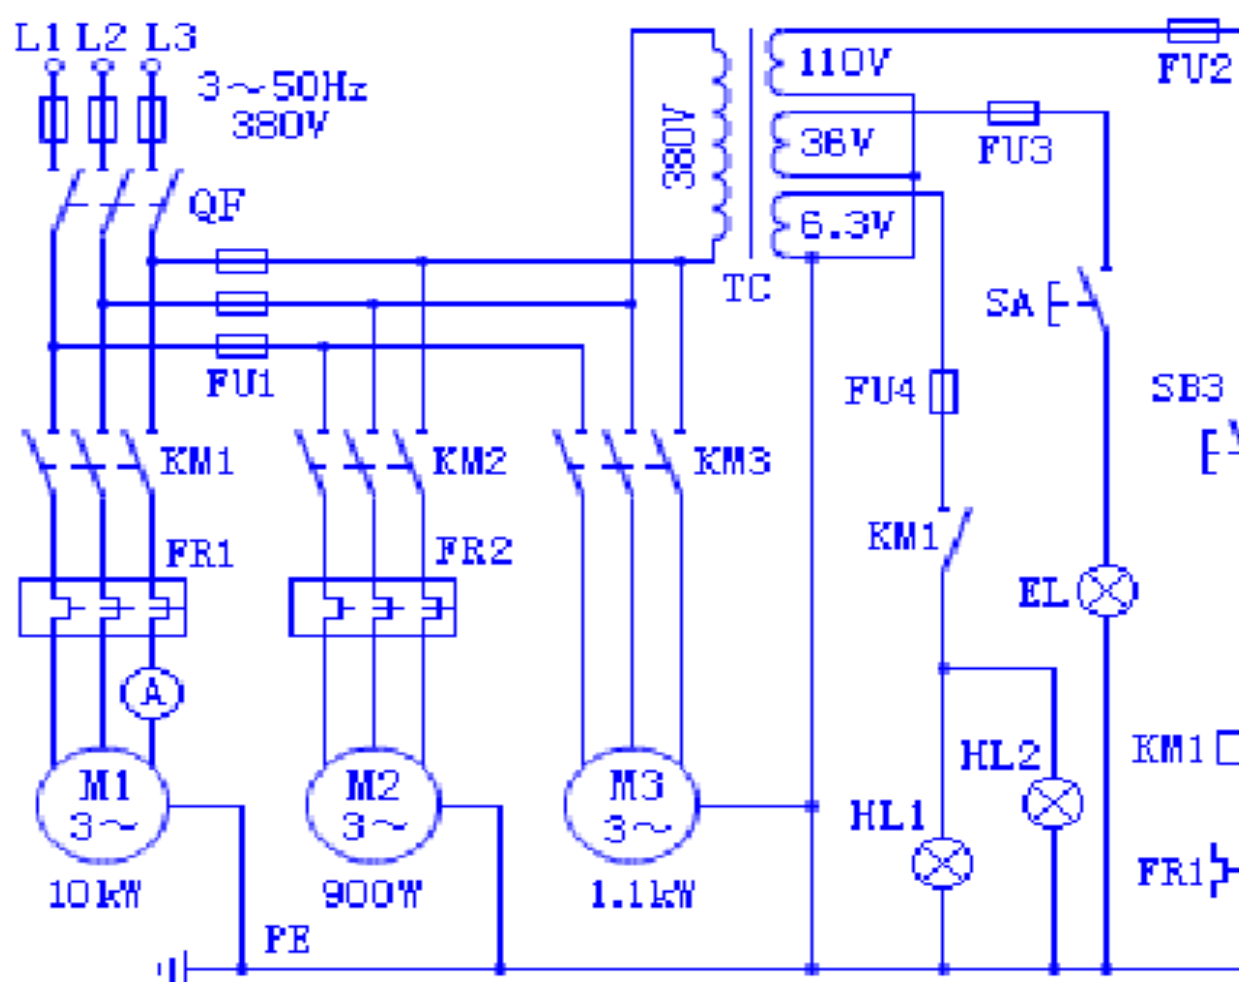 L1 L2 L3
3～50Hz
380V
QF
380V
110V
36V
6.3V
TC
FU2
FU3
FU1
SA
FU4
SB3
KM1
KM2
KM3
KM1
FR1
FR2
EL
A
HL2
KM1
M1
3～
M2
3～
M3
3～
HL1
FR1
10kW
900W
1.1kW
PE